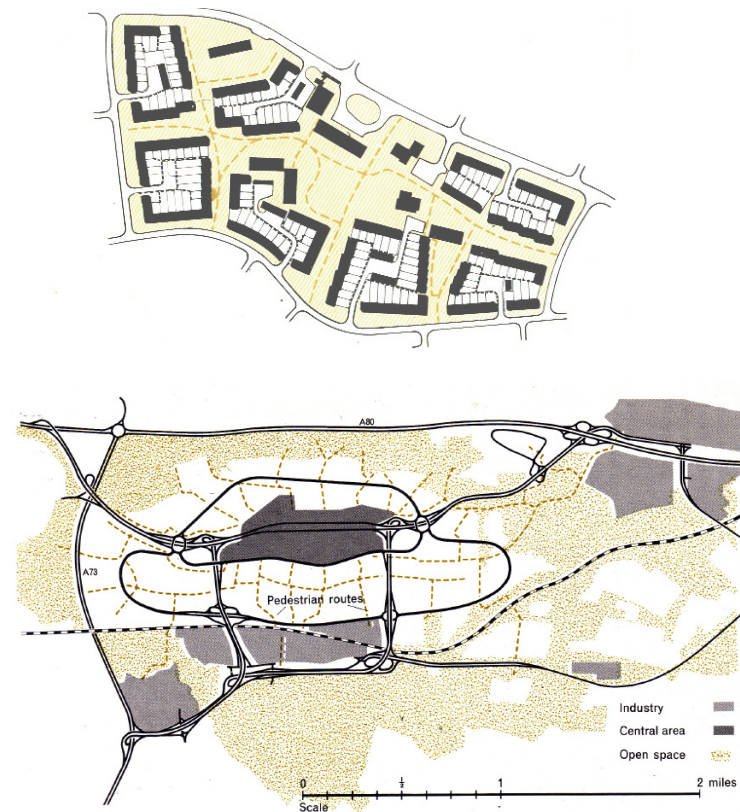 A80
A73
Pedestrian routes
Industry
Central area
Open space
0 ½ 1 2 miles
Scale